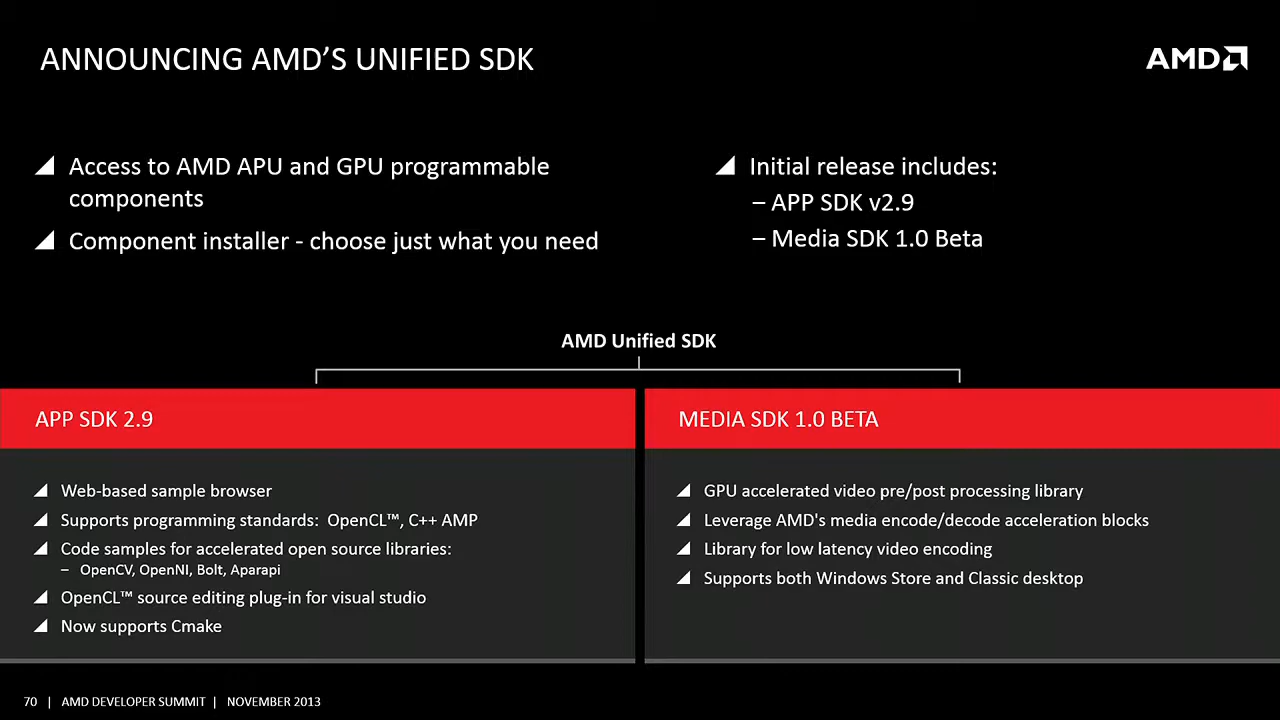 ANNOUNCING AMD'S UNIFIED SDK
AMD
Access to AMD APU and GPU programmable
components
Component installer - choose just what you need
Initial release includes:
– APP SDK v2.9
– Media SDK 1.0 Beta
AMD Unified SDK
APP SDK 2.9
Web-based sample browser
Supports programming standards: OpenCL™, C++ AMP
Code samples for accelerated open source libraries:
– OpenCV, OpenNI, Bolt, Aparapi
OpenCL™ source editing plug-in for visual studio
Now supports Cmake
MEDIA SDK 1.0 BETA
GPU accelerated video pre/post processing library
Leverage AMD's media encode/decode acceleration blocks
Library for low latency video encoding
Supports both Windows Store and Classic desktop
70 | AMD DEVELOPER SUMMIT | NOVEMBER 2013